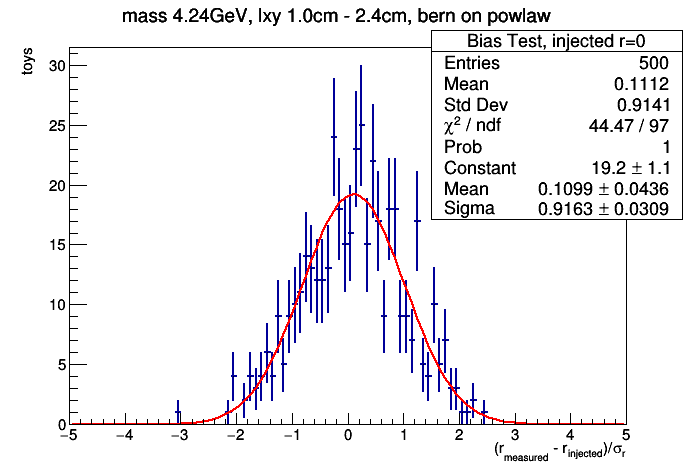 mass 4.24GeV, lxy 1.0cm - 2.4cm, bern on powlaw
Bias Test, injected r=0
Entries 500
Mean 0.1112
Std Dev 0.9141
χ² / ndf 44.47 / 97
Prob 1
Constant 19.2 ± 1.1
Mean 0.1099 ± 0.0436
Sigma 0.9163 ± 0.0309
toys
30
25
20
15
10
5
0
−5 −4 −3 −2 −1 0 1 2 3 4 5
(r_measured - r_injected)/σ_r